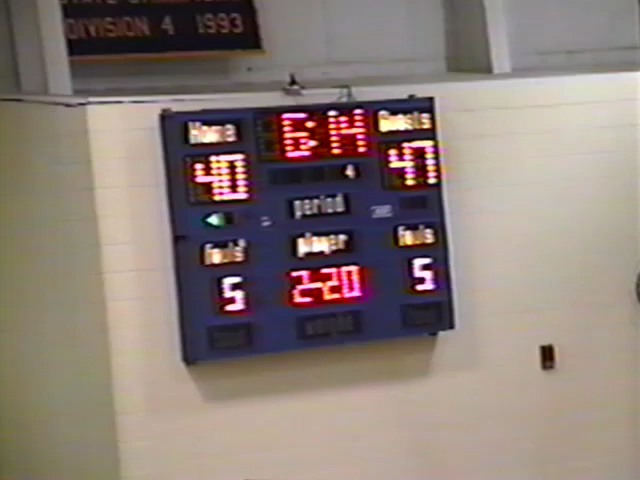 DIVISION 4 1993
Home 6:14 Guests
40 4 47
period
fouls player fouls
5 2-20 5